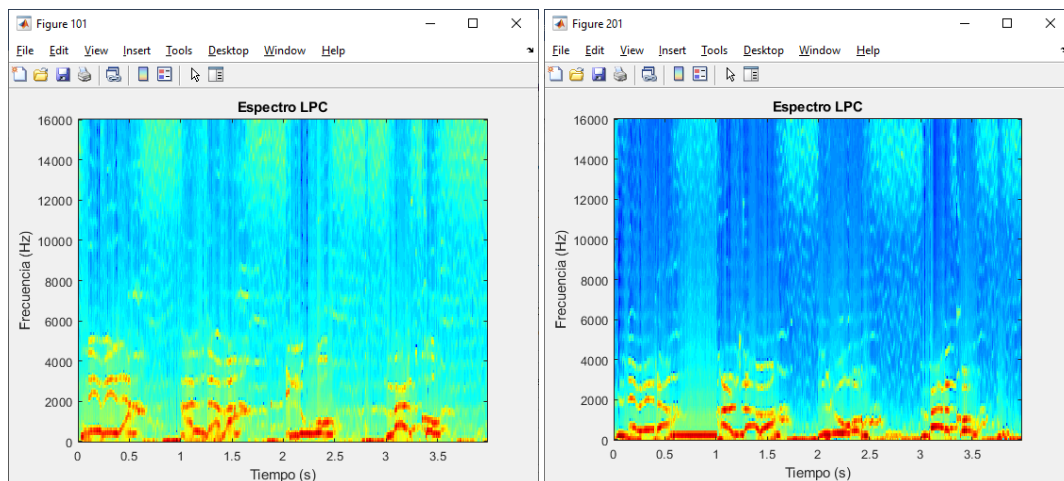 Figure 101
File Edit View Insert Tools Desktop Window Help
Espectro LPC
16000
14000
12000
10000
8000
6000
4000
2000
0
Frecuencia (Hz)
0 0.5 1 1.5 2 2.5 3 3.5
Tiempo (s)
Figure 201
File Edit View Insert Tools Desktop Window Help
Espectro LPC
16000
14000
12000
10000
8000
6000
4000
2000
0
Frecuencia (Hz)
0 0.5 1 1.5 2 2.5 3 3.5
Tiempo (s)